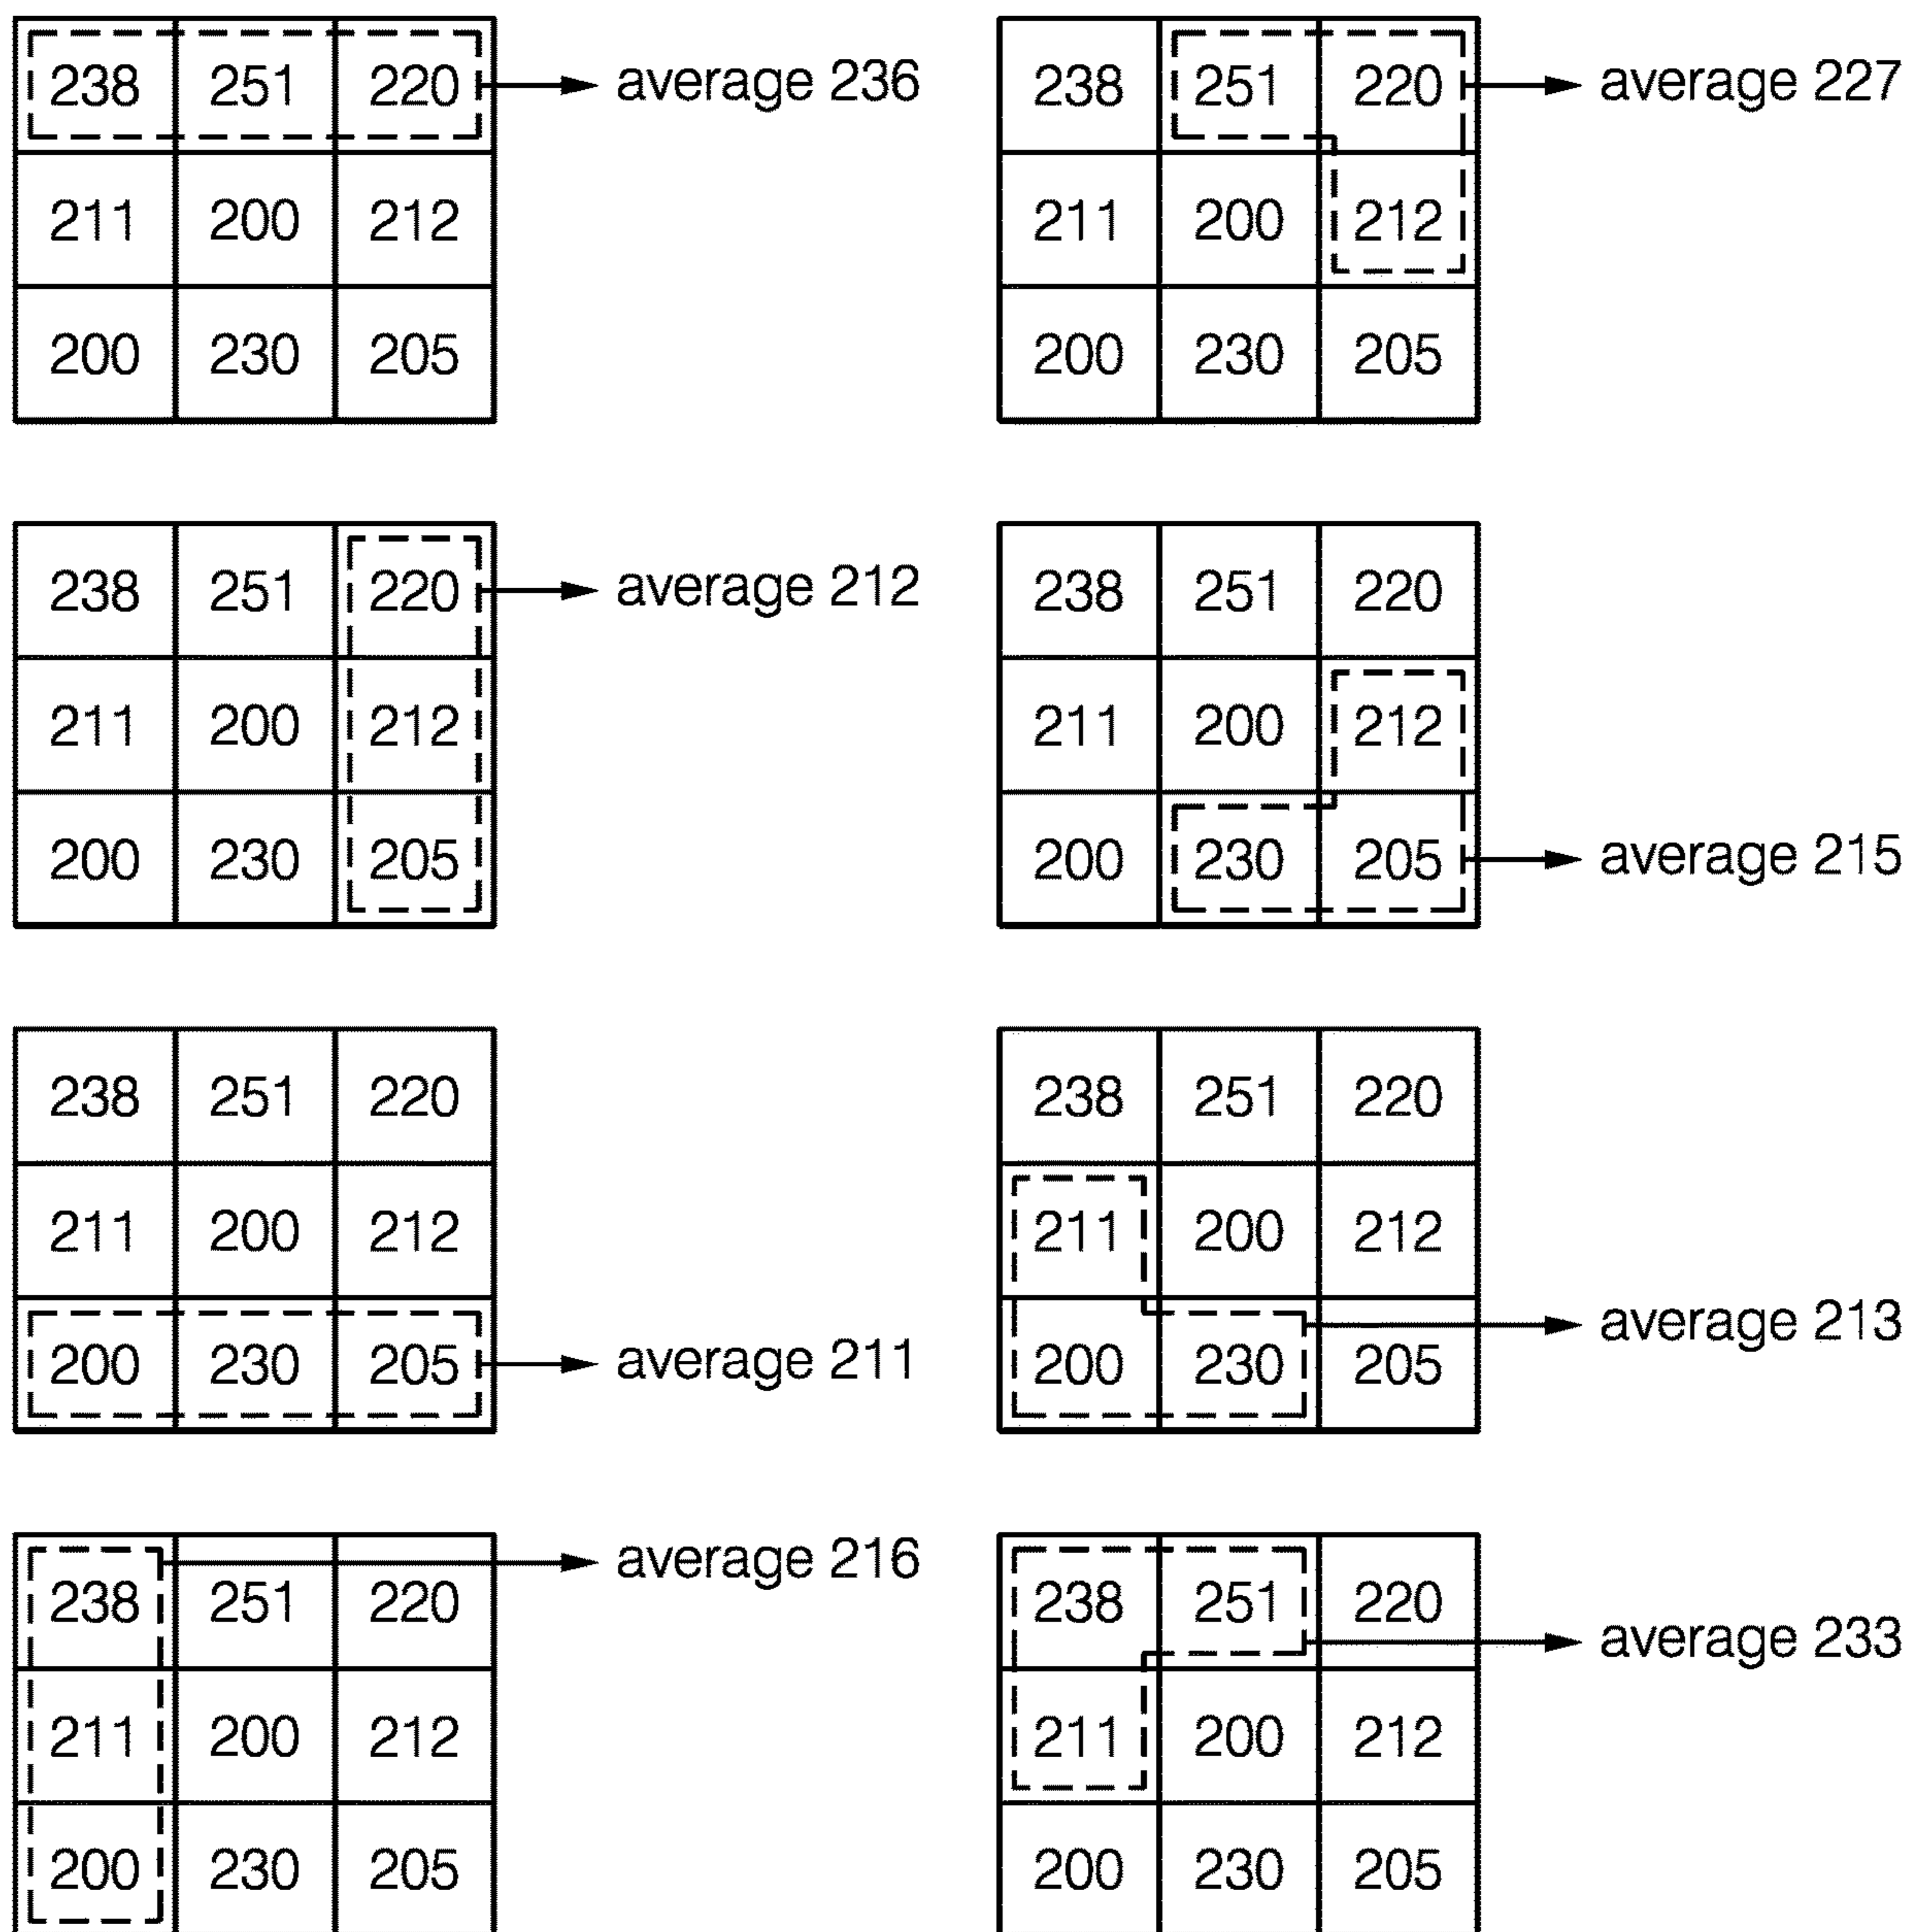 238 251 220 average 236
211 200 212
200 230 205
238 251 220 average 227
211 200 212
200 230 205
238 251 220 average 212
211 200 212
200 230 205
238 251 220
211 200 212
200 230 205 average 215
238 251 220
211 200 212
200 230 205 average 211
238 251 220
211 200 212
200 230 205 average 213
238 251 220 average 216
211 200 212
200 230 205
238 251 220 average 233
211 200 212
200 230 205